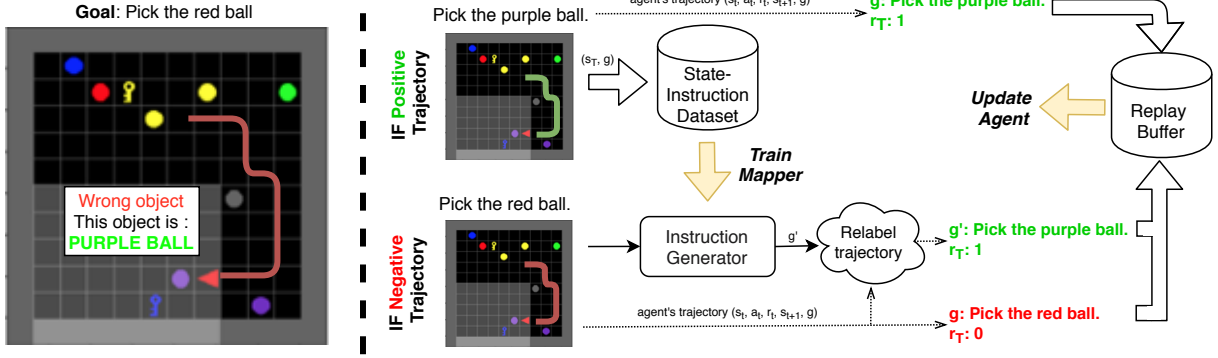 Goal: Pick the red ball
Wrong object
This object is :
PURPLE BALL
IF Positive
Trajectory
Pick the purple ball.
agent's trajectory (st, at, rt, st+1, g)
g: Pick the purple ball.
rT: 1
(sT, g)
State-
Instruction
Dataset
Update
Agent
Replay
Buffer
Train
Mapper
IF Negative
Trajectory
Pick the red ball.
Instruction
Generator
g'
Relabel
trajectory
g': Pick the purple ball.
rT: 1
agent's trajectory (st, at, rt, st+1, g)
g: Pick the red ball.
rT: 0